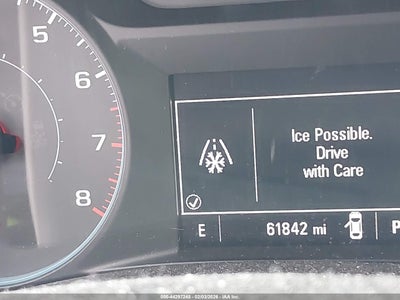 5
6
7
8
Ice Possible.
Drive
with Care
E
61842 mi
P